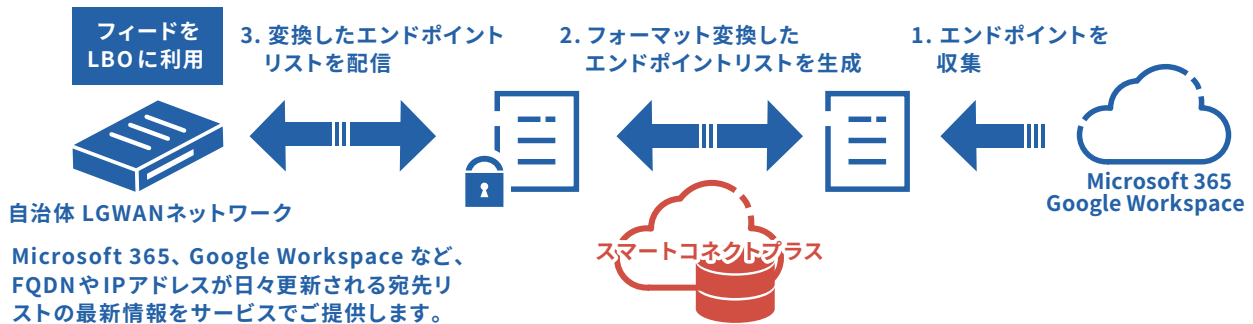 フィードを
LBOに利用
3. 変換したエンドポイント
リストを配信
2. フォーマット変換した
エンドポイントリストを生成
1. エンドポイントを
収集
Microsoft 365
Google Workspace
自治体 LGWANネットワーク
スマートコネクトプラス
Microsoft 365、Google Workspace など、
FQDNやIPアドレスが日々更新される宛先リ
ストの最新情報をサービスでご提供します。